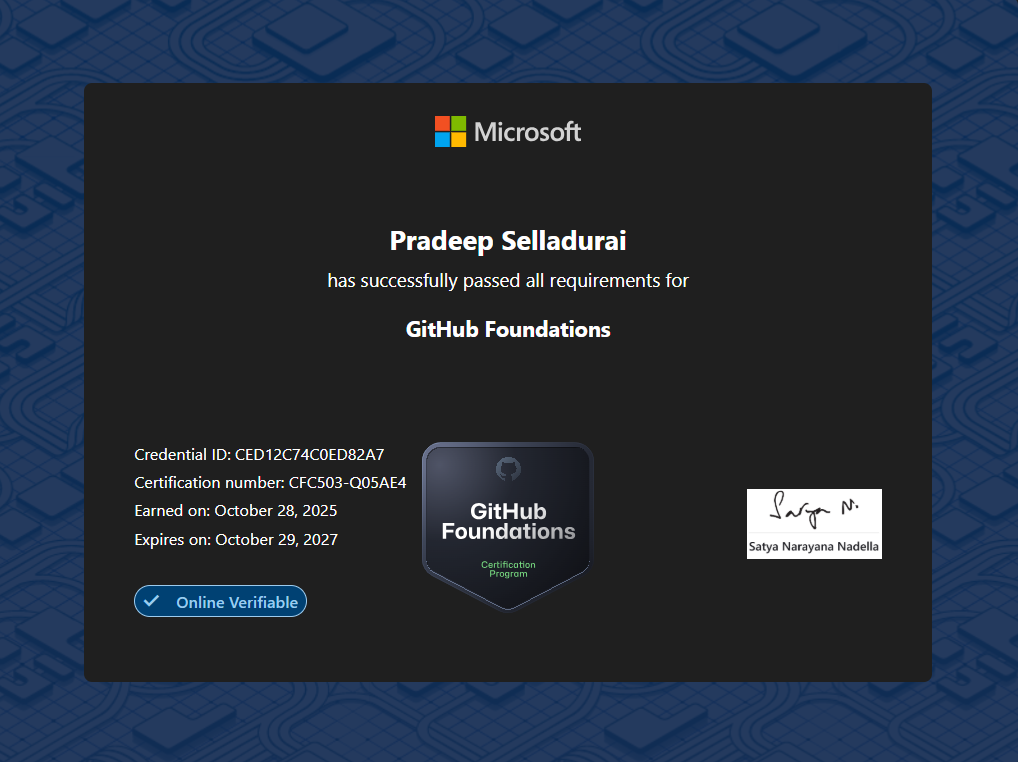 Microsoft
Pradeep Selladurai
has successfully passed all requirements for
GitHub Foundations
Credential ID: CED12C74C0ED82A7
Certification number: CFC503-Q05AE4
Earned on: October 28, 2025
Expires on: October 29, 2027
Online Verifiable
GitHub
Foundations
Certification
Program
Satya N.
Satya Narayana Nadella